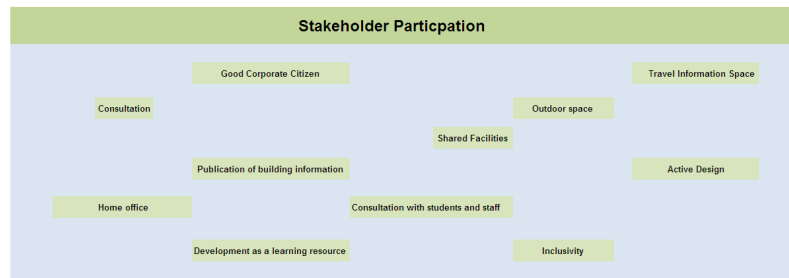 Stakeholder Particpation
Good Corporate Citizen
Travel Information Space
Consultation
Outdoor space
Shared Facilities
Publication of building information
Active Design
Home office
Consultation with students and staff
Development as a learning resource
Inclusivity